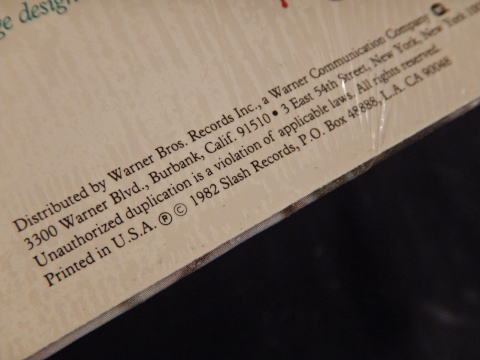 ge design
Distributed by Warner Bros. Records Inc., a Warner Communication Company
3300 Warner Blvd., Burbank, Calif. 91510 • 3 East 54th Street, New York, New York
Unauthorized duplication is a violation of applicable laws. All rights reserved.
Printed in U.S.A. ℗ © 1982 Slash Records, P.O. Box 48888, L.A. CA 90048